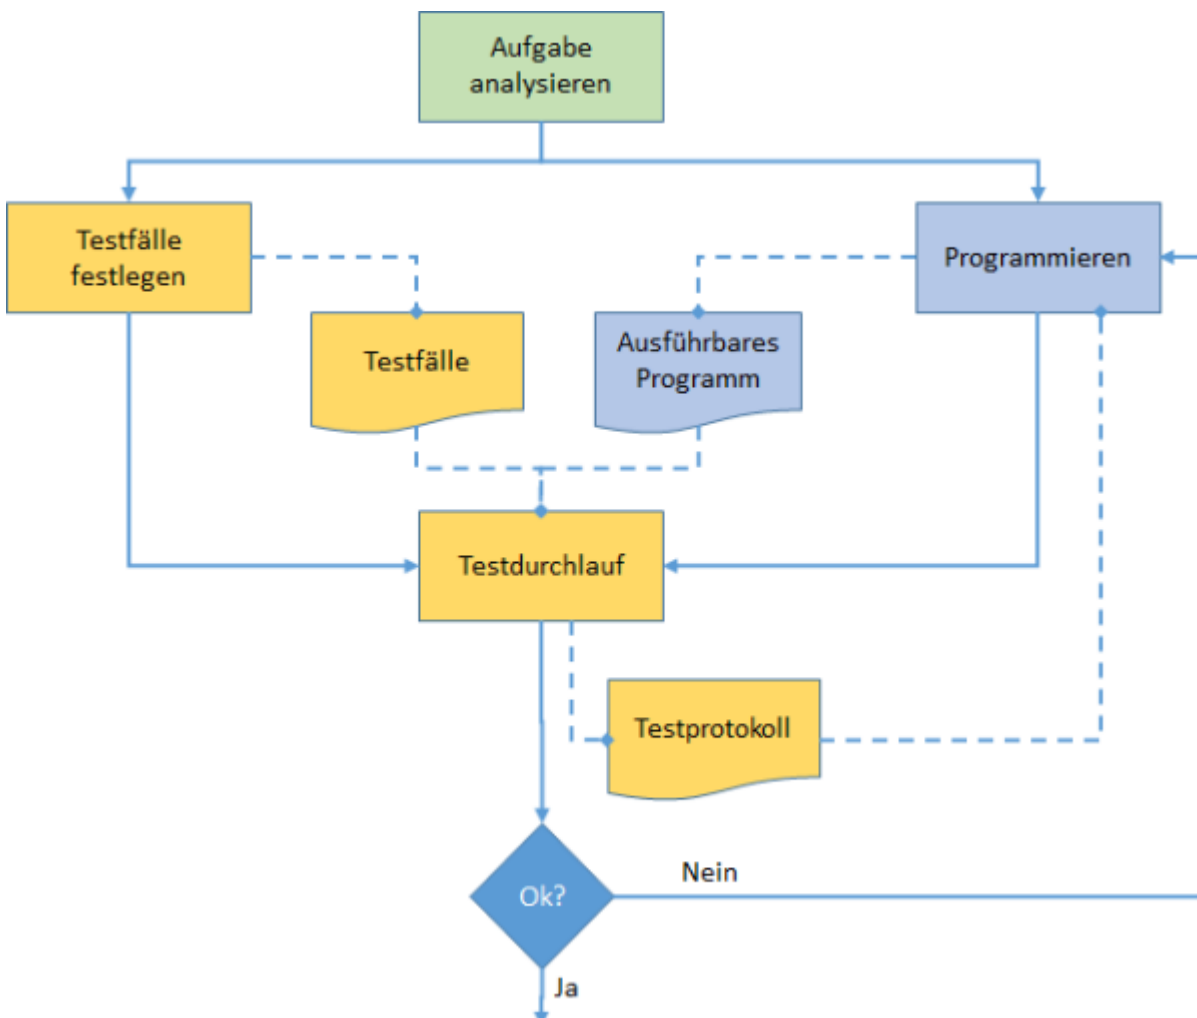 Aufgabe
analysieren
Testfälle
festlegen
Programmieren
Testfälle
Ausführbares
Programm
Testdurchlauf
Testprotokoll
Ok?
Nein
Ja